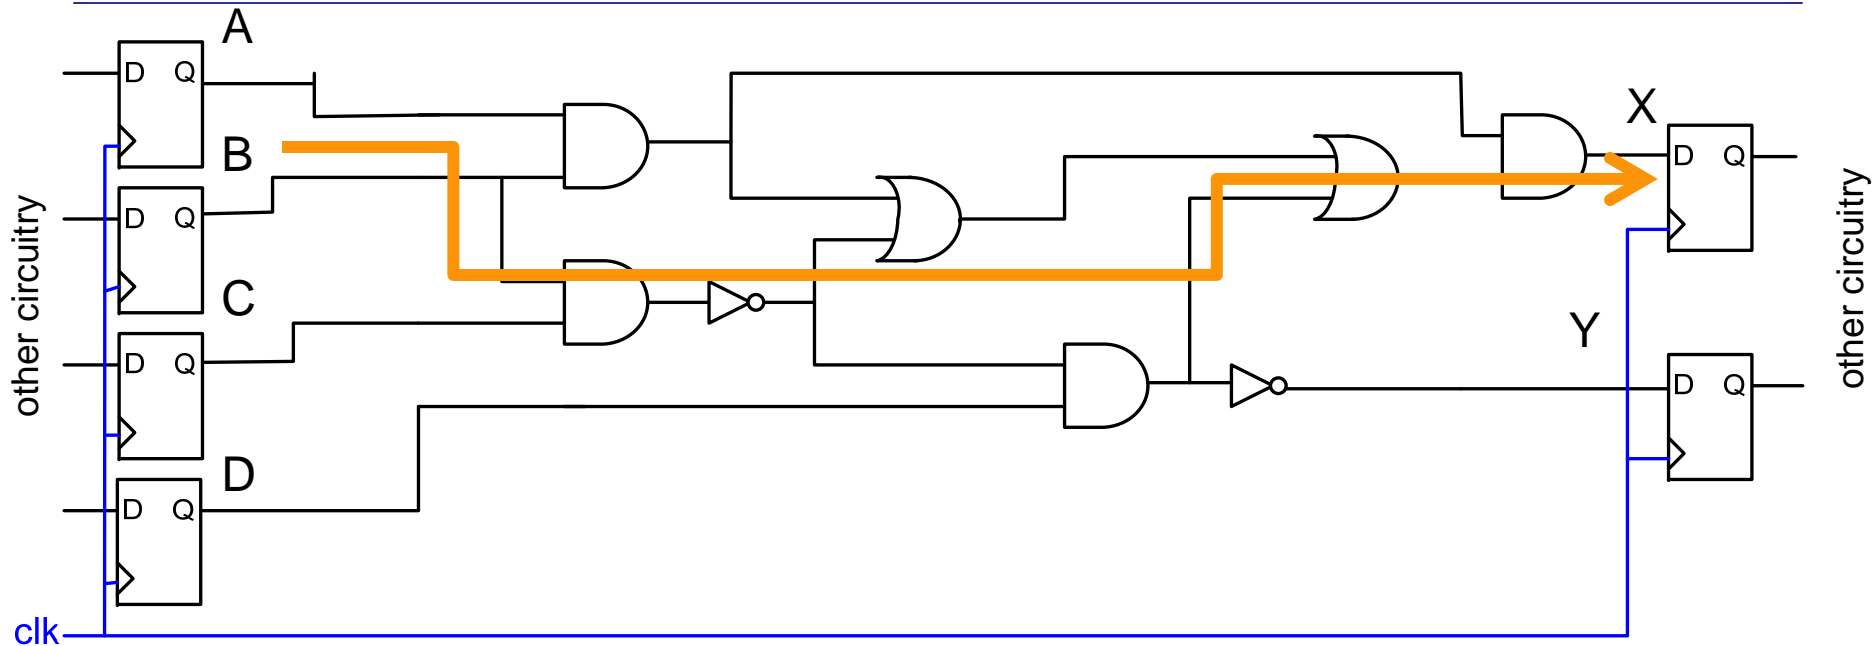 A
D Q
B
D Q
C
D Q
D
D Q
clk
other circuitry
X
D Q
Y
D Q
other circuitry